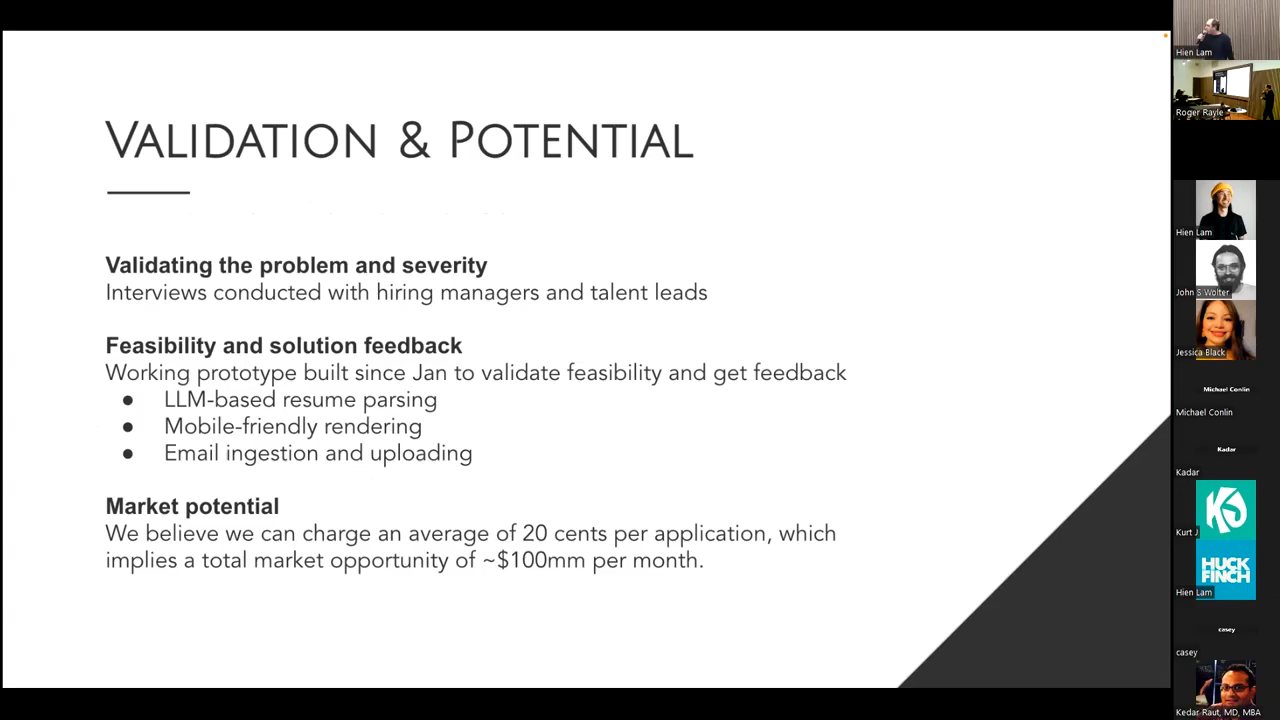 VALIDATION & POTENTIAL
Validating the problem and severity
Interviews conducted with hiring managers and talent leads
Feasibility and solution feedback
Working prototype built since Jan to validate feasibility and get feedback
● LLM-based resume parsing
● Mobile-friendly rendering
● Email ingestion and uploading
Market potential
We believe we can charge an average of 20 cents per application, which
implies a total market opportunity of ~$100mm per month.
Hien Lam
Roger Rayle
Hien Lam
John S Wolter
Jessica Black
Michael Conlin
Michael Conlin
Kadar
Kadar
KJ
Kurt J
HUCK
FINCH
Hien Lam
casey
casey
Kedar Raut, MD, MBA